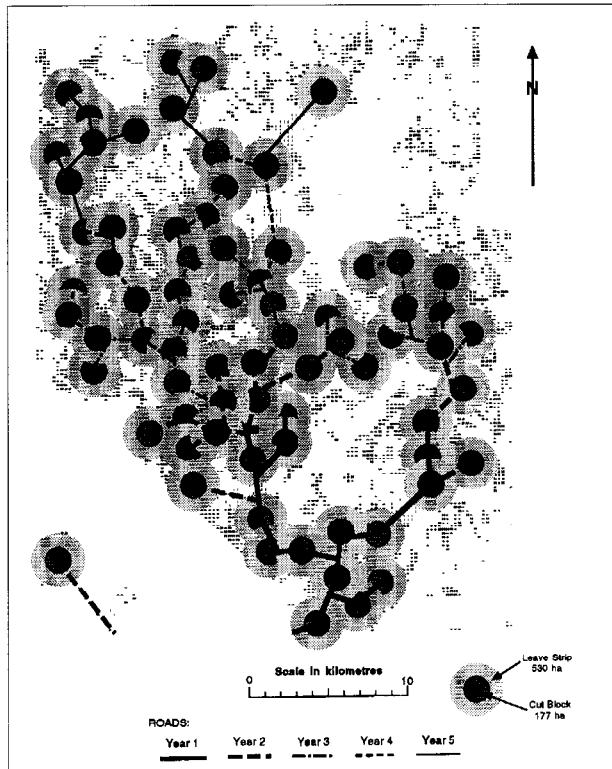 N
Leave Strip
530 ha
Cut Block
177 ha
Scale in kilometres
0 10
ROADS:
Year 1 Year 2 Year 3 Year 4 Year 5